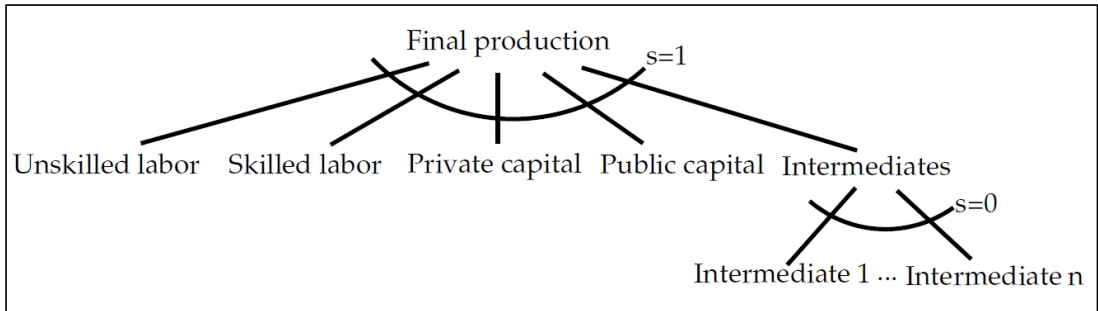 Final production
s=1
Unskilled labor Skilled labor Private capital Public capital Intermediates
s=0
Intermediate 1 ... Intermediate n